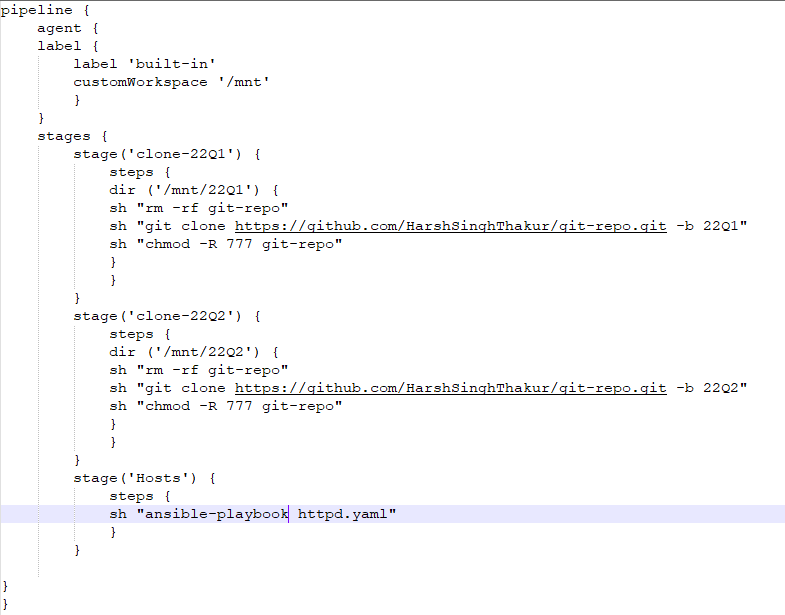 pipeline {
    agent {
    label {
        label 'built-in'
        customWorkspace '/mnt'
        }
    }
    stages {
        stage('clone-22Q1') {
            steps {
            dir ('/mnt/22Q1') {
            sh "rm -rf git-repo"
            sh "git clone https://github.com/HarshSinghThakur/git-repo.git -b 22Q1"
            sh "chmod -R 777 git-repo"
            }
            }
        }
        stage('clone-22Q2') {
            steps {
            dir ('/mnt/22Q2') {
            sh "rm -rf git-repo"
            sh "git clone https://github.com/HarshSinghThakur/git-repo.git -b 22Q2"
            sh "chmod -R 777 git-repo"
            }
            }
        }
        stage('Hosts') {
            steps {
            sh "ansible-playbook httpd.yaml"
            }
        }

}
}